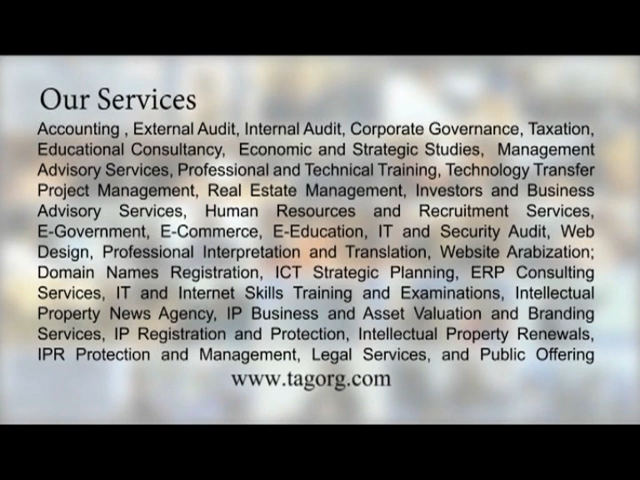 Our Services
Accounting , External Audit, Internal Audit, Corporate Governance, Taxation,
Educational Consultancy, Economic and Strategic Studies, Management
Advisory Services, Professional and Technical Training, Technology Transfer
Project Management, Real Estate Management, Investors and Business
Advisory Services, Human Resources and Recruitment Services,
E-Government, E-Commerce, E-Education, IT and Security Audit, Web
Design, Professional Interpretation and Translation, Website Arabization;
Domain Names Registration, ICT Strategic Planning, ERP Consulting
Services, IT and Internet Skills Training and Examinations, Intellectual
Property News Agency, IP Business and Asset Valuation and Branding
Services, IP Registration and Protection, Intellectual Property Renewals,
IPR Protection and Management, Legal Services, and Public Offering
www.tagorg.com